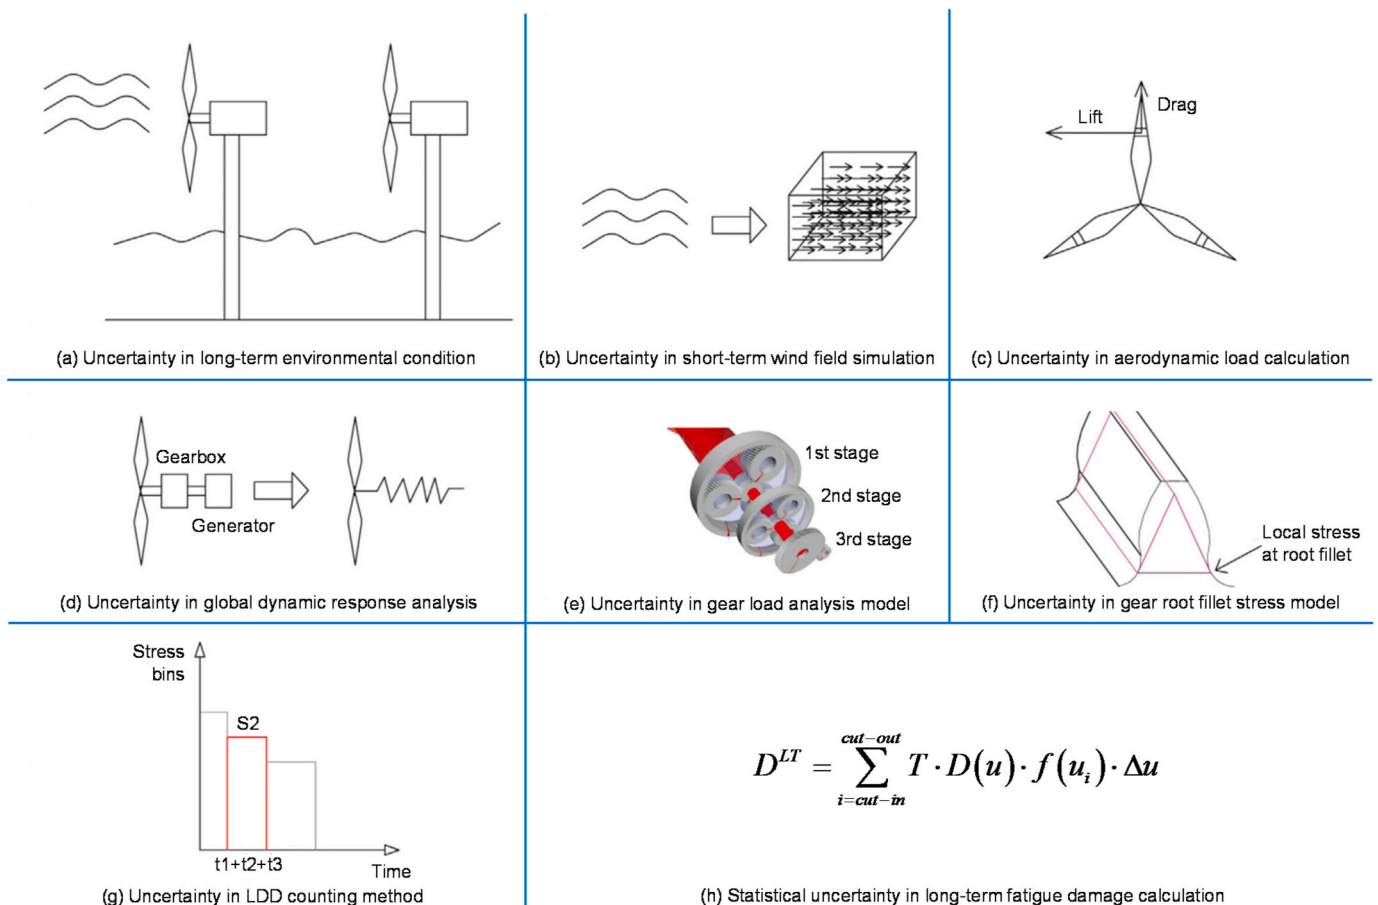 Lift
Drag
(a) Uncertainty in long-term environmental condition
(b) Uncertainty in short-term wind field simulation
(c) Uncertainty in aerodynamic load calculation
Gearbox
Generator
(d) Uncertainty in global dynamic response analysis
1st stage
2nd stage
3rd stage
(e) Uncertainty in gear load analysis model
Local stress
at root fillet
(f) Uncertainty in gear root fillet stress model
Stress
bins
S2
t1+t2+t3
Time
(g) Uncertainty in LDD counting method
D^{LT} = \sum_{i=cut-in}^{cut-out} T · D(u) · f(u_i) · Δu
(h) Statistical uncertainty in long-term fatigue damage calculation